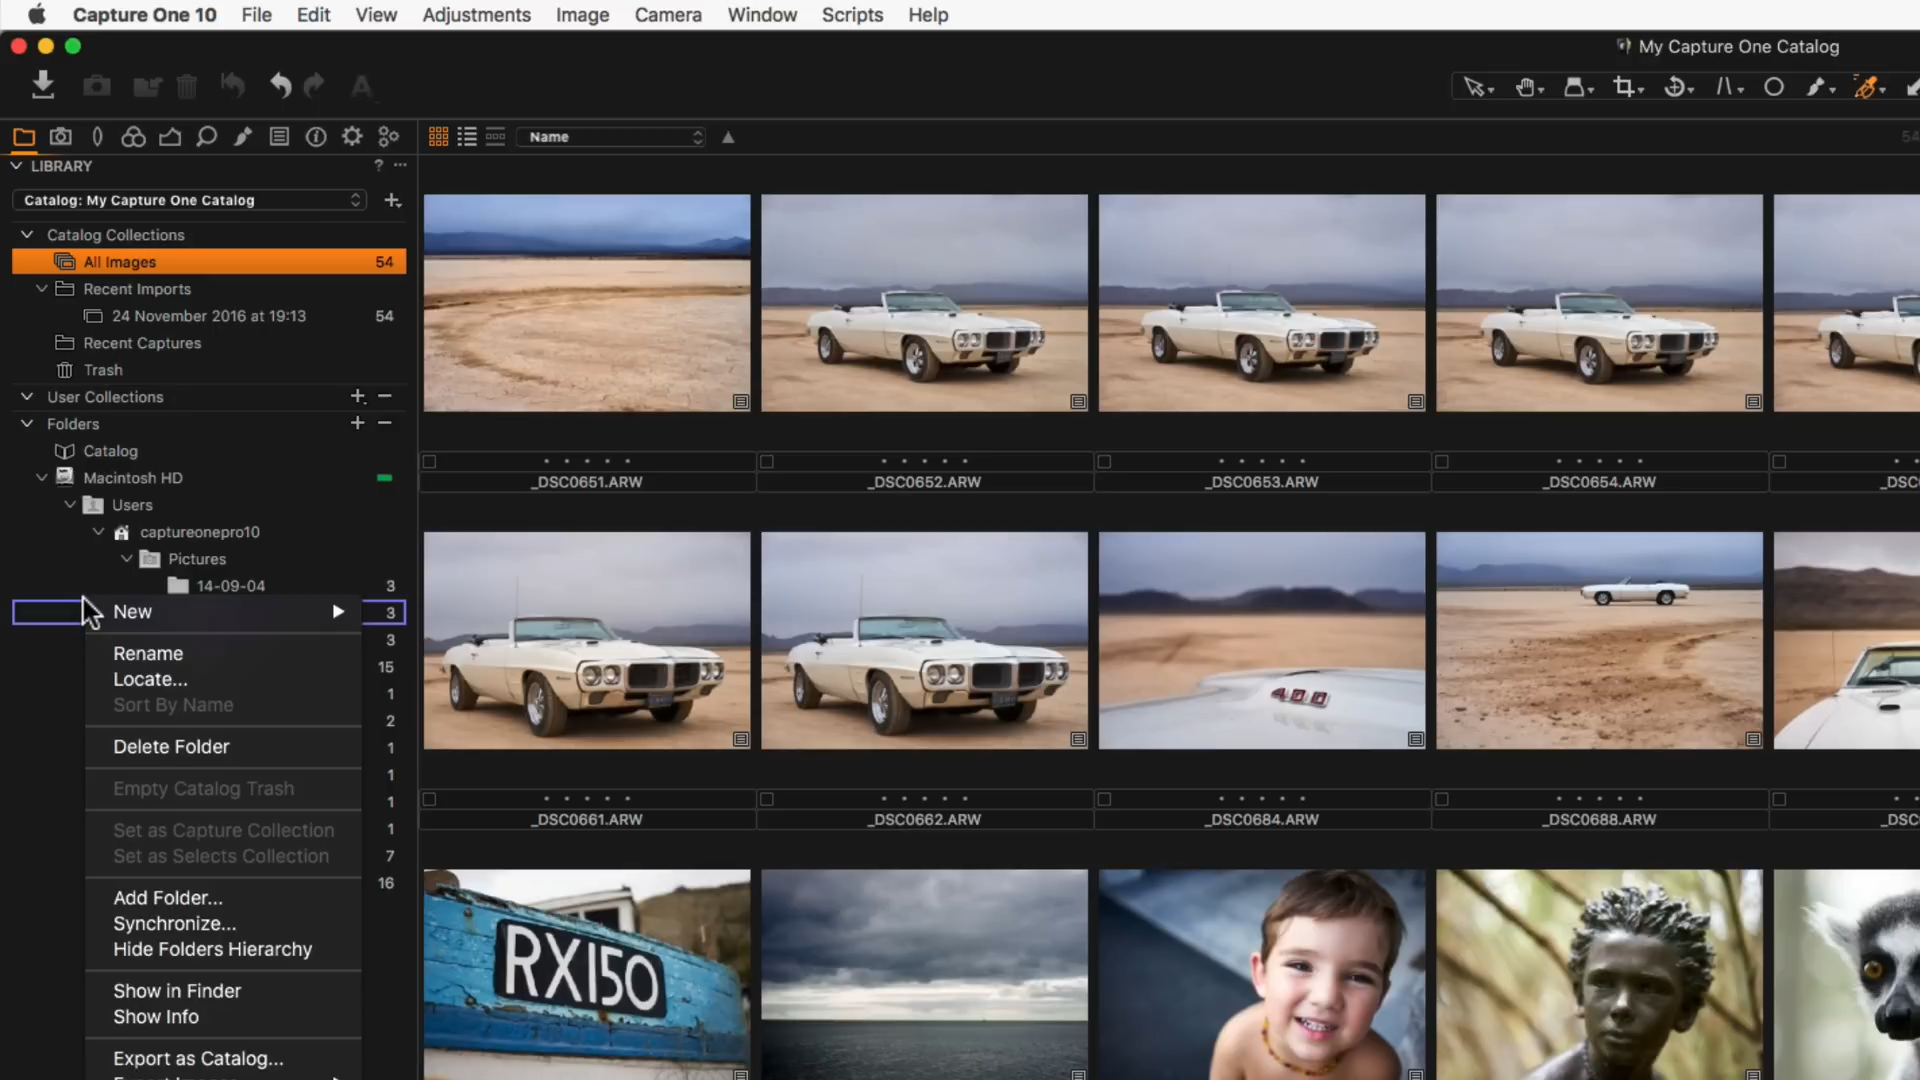 Capture One 10 File Edit View Adjustments Image Camera Window Scripts Help
My Capture One Catalog
Name
LIBRARY ?
Catalog: My Capture One Catalog
Catalog Collections
All Images 54
Recent Imports
24 November 2016 at 19:13 54
Recent Captures
Trash
User Collections
Folders
Catalog
Macintosh HD
Users
captureonepro10
Pictures
14-09-04 3
New 3
3
Rename
15
Locate...
1
Sort By Name
2
Delete Folder 1
1
Empty Catalog Trash
1
Set as Capture Collection 1
Set as Selects Collection 7
16
Add Folder...
Synchronize...
Hide Folders Hierarchy
Show in Finder
Show Info
Export as Catalog...
_DSC0651.ARW _DSC0652.ARW _DSC0653.ARW _DSC0654.ARW _DSC
400
_DSC0661.ARW _DSC0662.ARW _DSC0684.ARW _DSC0688.ARW _DSC
RX150